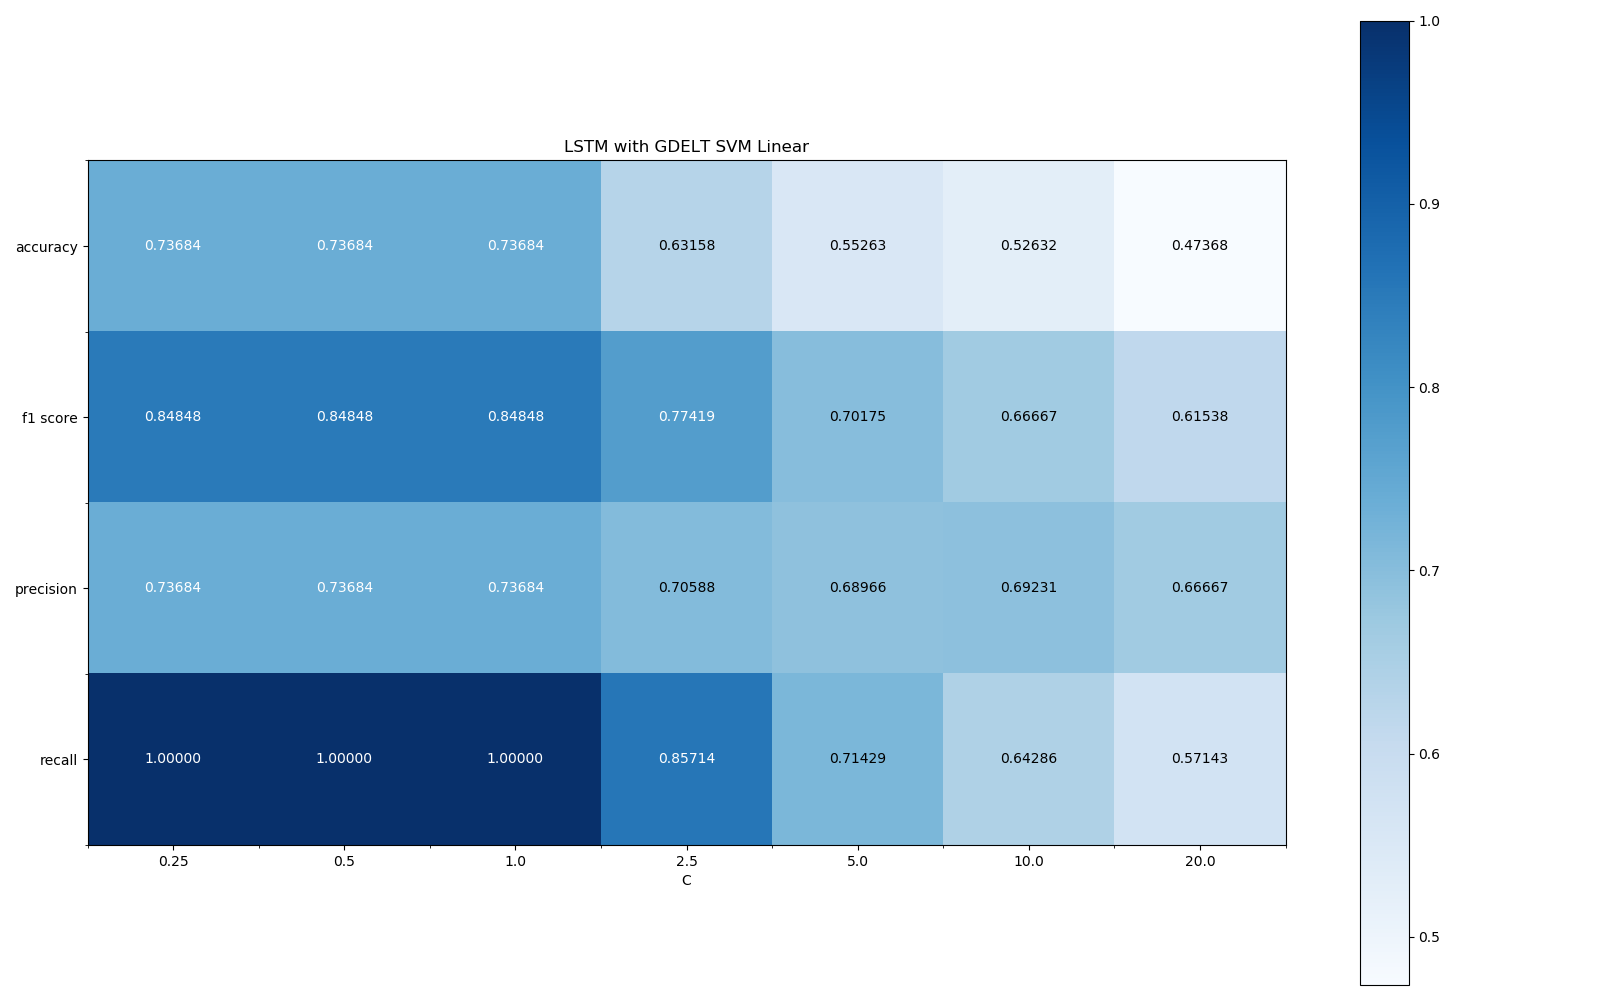 LSTM with GDELT SVM Linear
accuracy 0.73684 0.73684 0.73684 0.63158 0.55263 0.52632 0.47368
f1 score 0.84848 0.84848 0.84848 0.77419 0.70175 0.66667 0.61538
precision 0.73684 0.73684 0.73684 0.70588 0.68966 0.69231 0.66667
recall 1.00000 1.00000 1.00000 0.85714 0.71429 0.64286 0.57143
0.25 0.5 1.0 2.5 5.0 10.0 20.0
C
1.0
0.9
0.8
0.7
0.6
0.5